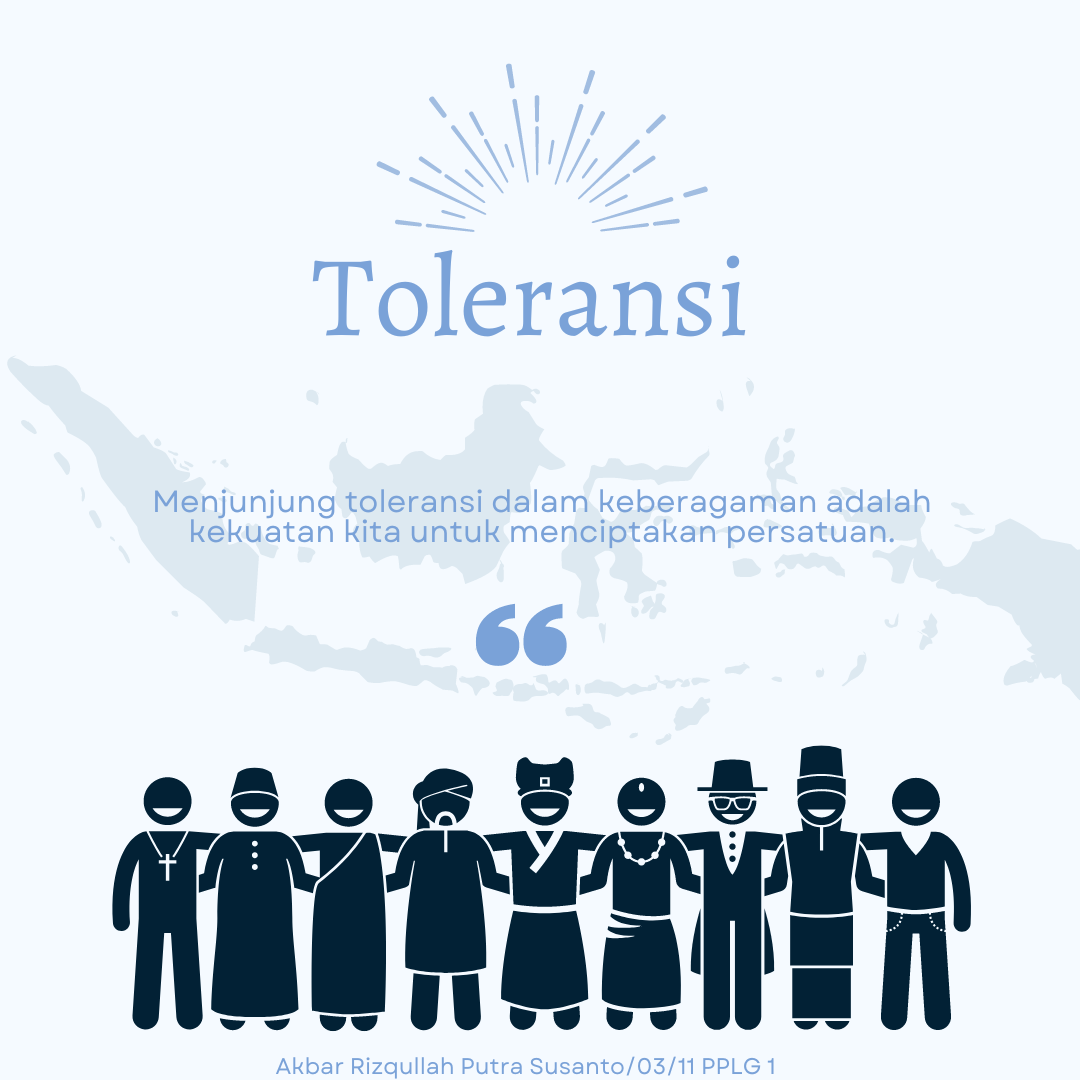 Toleransi
Menjunjung toleransi dalam keberagaman adalah
kekuatan kita untuk menciptakan persatuan.
“
Akbar Rizqullah Putra Susanto/03/11 PPLG 1